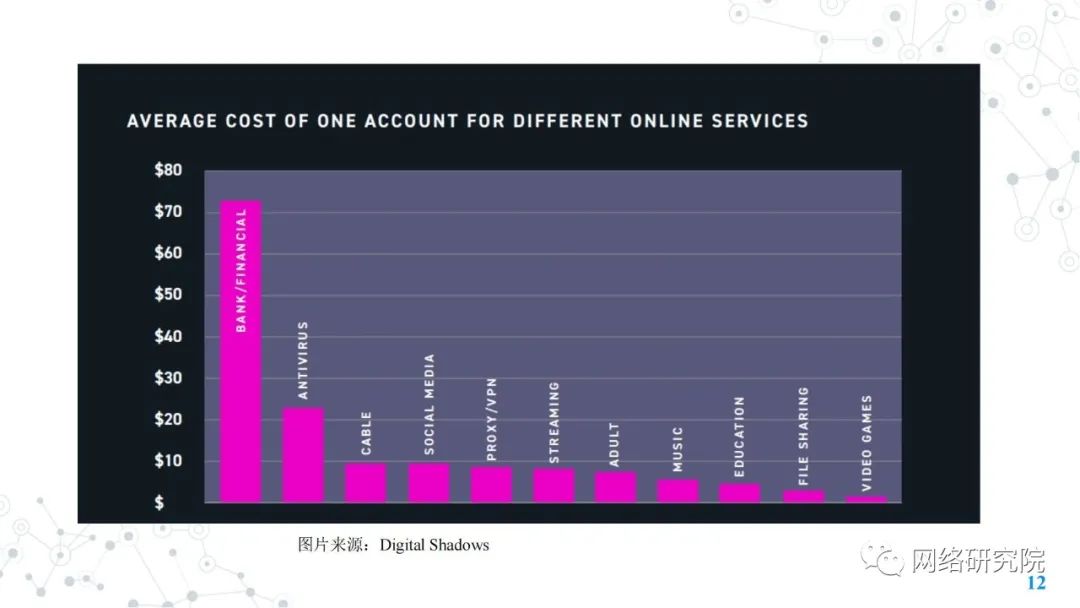 AVERAGE COST OF ONE ACCOUNT FOR DIFFERENT ONLINE SERVICES
$80
$70
$60
$50
$40
$30
$20
$10
$
BANK/FINANCIAL
ANTIVIRUS
CABLE
SOCIAL MEDIA
PROXY/VPN
STREAMING
ADULT
MUSIC
EDUCATION
FILE SHARING
VIDEO GAMES
图片来源：Digital Shadows
网络研究院
12